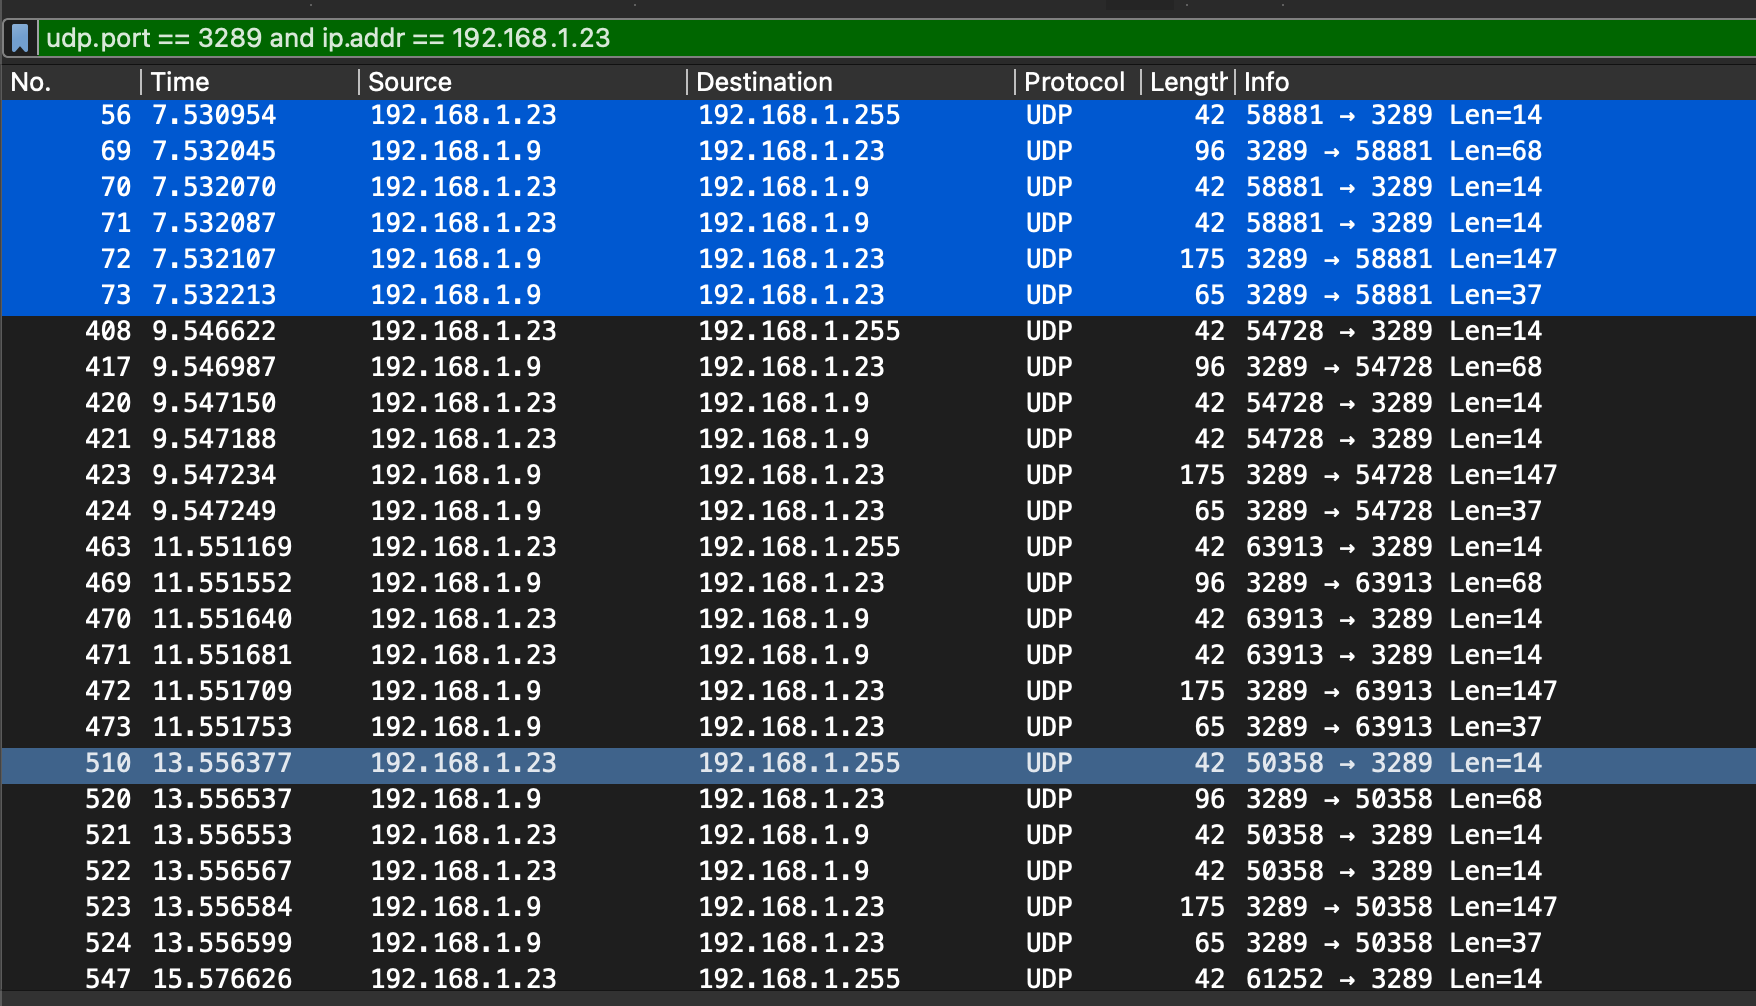 udp.port == 3289 and ip.addr == 192.168.1.23
No. Time Source Destination Protocol Length Info
56 7.530954 192.168.1.23 192.168.1.255 UDP 42 58881 → 3289 Len=14
69 7.532045 192.168.1.9 192.168.1.23 UDP 96 3289 → 58881 Len=68
70 7.532070 192.168.1.23 192.168.1.9 UDP 42 58881 → 3289 Len=14
71 7.532087 192.168.1.23 192.168.1.9 UDP 42 58881 → 3289 Len=14
72 7.532107 192.168.1.9 192.168.1.23 UDP 175 3289 → 58881 Len=147
73 7.532213 192.168.1.9 192.168.1.23 UDP 65 3289 → 58881 Len=37
408 9.546622 192.168.1.23 192.168.1.255 UDP 42 54728 → 3289 Len=14
417 9.546987 192.168.1.9 192.168.1.23 UDP 96 3289 → 54728 Len=68
420 9.547150 192.168.1.23 192.168.1.9 UDP 42 54728 → 3289 Len=14
421 9.547188 192.168.1.23 192.168.1.9 UDP 42 54728 → 3289 Len=14
423 9.547234 192.168.1.9 192.168.1.23 UDP 175 3289 → 54728 Len=147
424 9.547249 192.168.1.9 192.168.1.23 UDP 65 3289 → 54728 Len=37
463 11.551169 192.168.1.23 192.168.1.255 UDP 42 63913 → 3289 Len=14
469 11.551552 192.168.1.9 192.168.1.23 UDP 96 3289 → 63913 Len=68
470 11.551640 192.168.1.23 192.168.1.9 UDP 42 63913 → 3289 Len=14
471 11.551681 192.168.1.23 192.168.1.9 UDP 42 63913 → 3289 Len=14
472 11.551709 192.168.1.9 192.168.1.23 UDP 175 3289 → 63913 Len=147
473 11.551753 192.168.1.9 192.168.1.23 UDP 65 3289 → 63913 Len=37
510 13.556377 192.168.1.23 192.168.1.255 UDP 42 50358 → 3289 Len=14
520 13.556537 192.168.1.9 192.168.1.23 UDP 96 3289 → 50358 Len=68
521 13.556553 192.168.1.23 192.168.1.9 UDP 42 50358 → 3289 Len=14
522 13.556567 192.168.1.23 192.168.1.9 UDP 42 50358 → 3289 Len=14
523 13.556584 192.168.1.9 192.168.1.23 UDP 175 3289 → 50358 Len=147
524 13.556599 192.168.1.9 192.168.1.23 UDP 65 3289 → 50358 Len=37
547 15.576626 192.168.1.23 192.168.1.255 UDP 42 61252 → 3289 Len=14